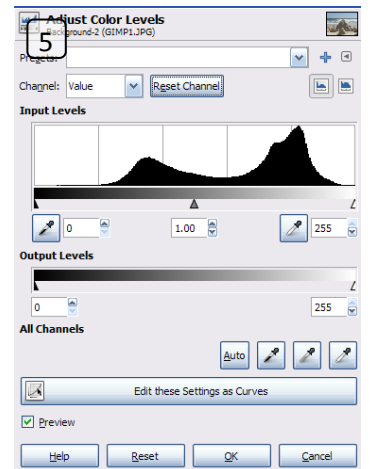 Adjust Color Levels
Background-2 (GIMP1.JPG)
5
Presets:
Channel: Value Reset Channel
Input Levels
0 1.00 255
Output Levels
0 255
All Channels
Auto
Edit these Settings as Curves
Preview
Help Reset OK Cancel